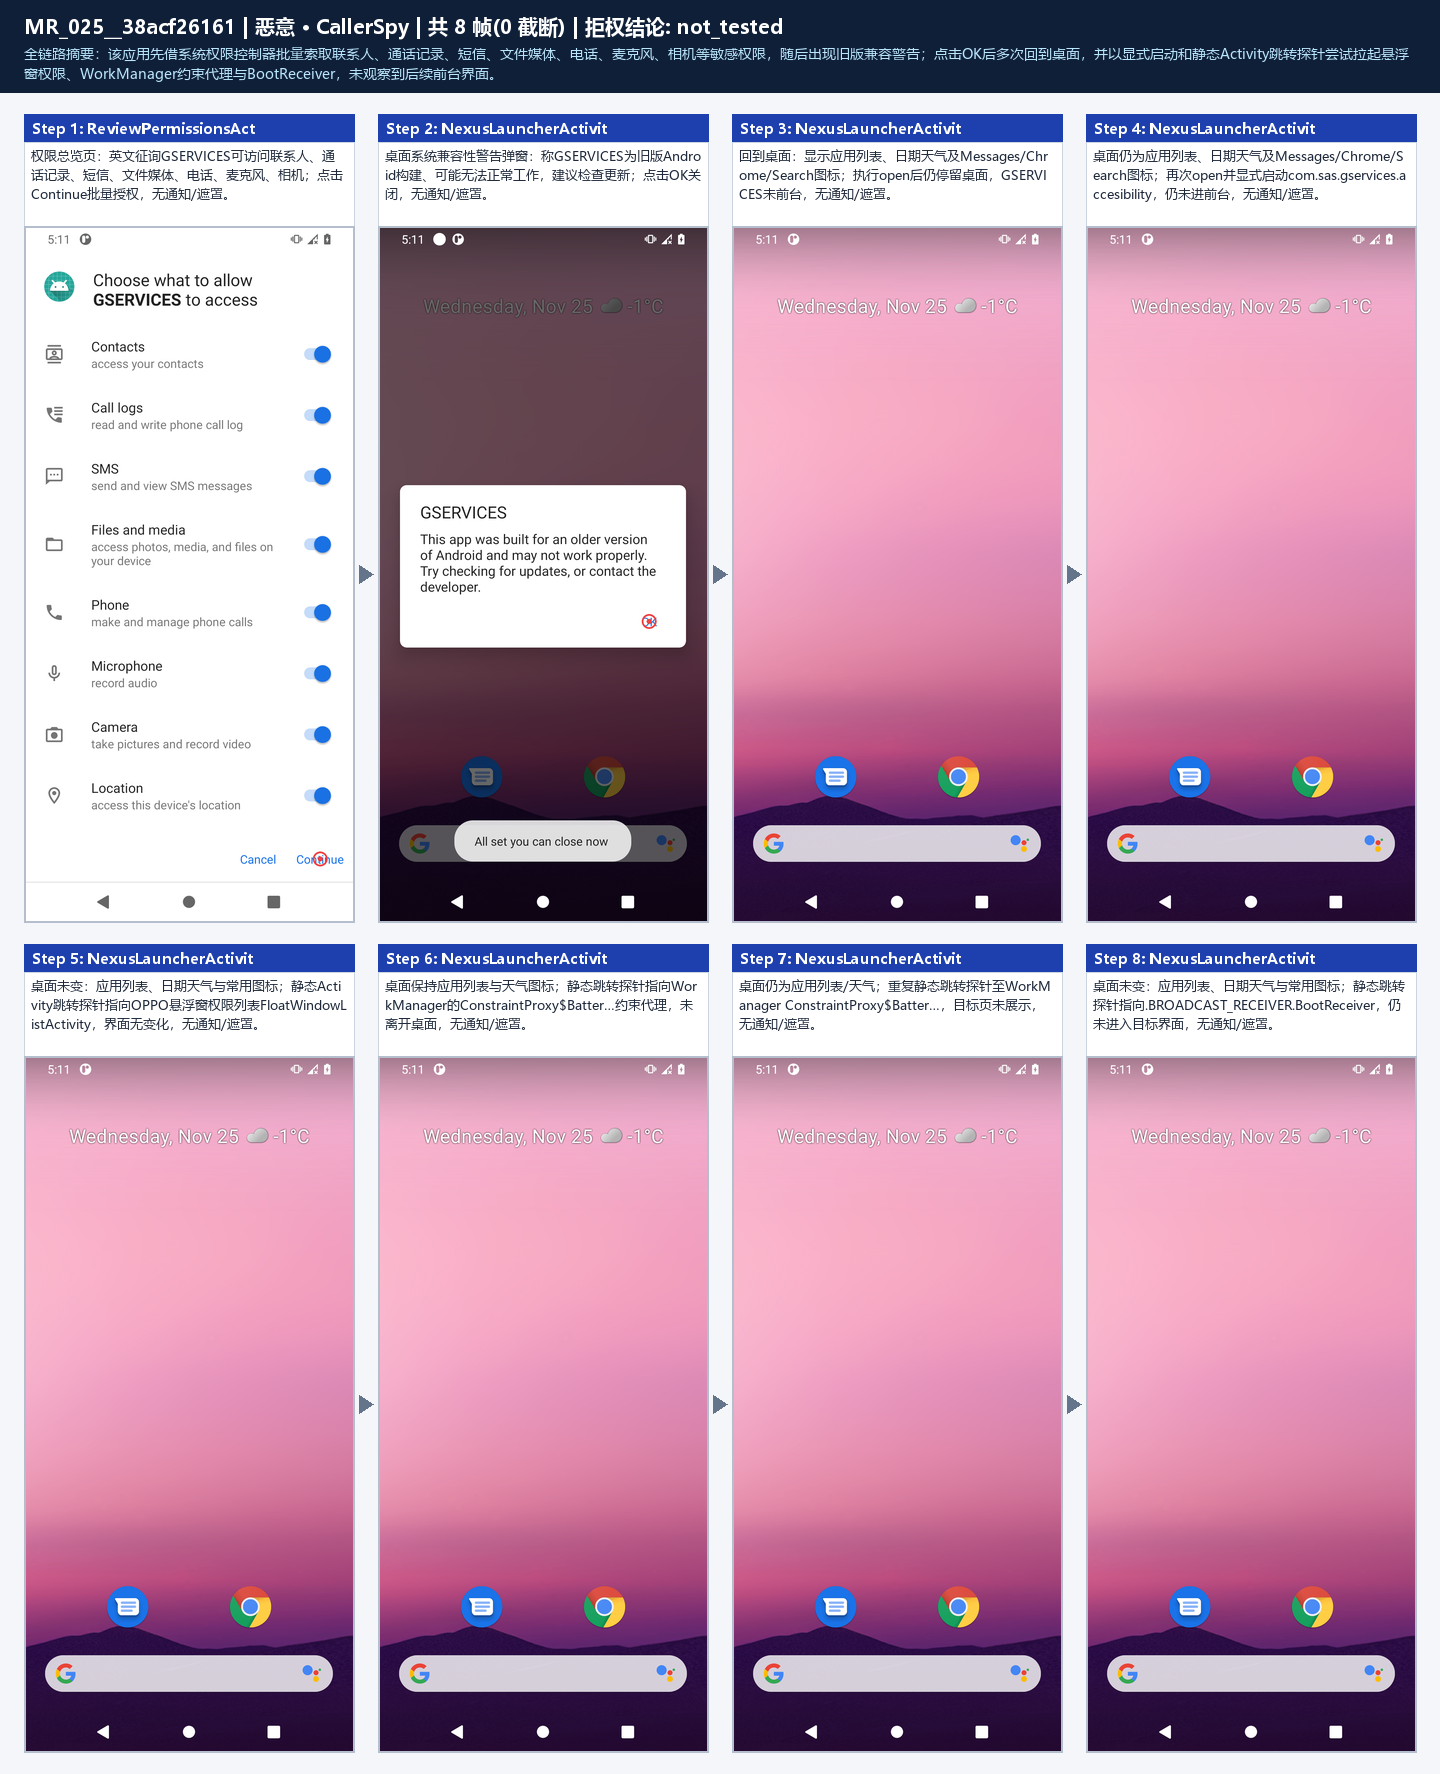 MR_025__38acf26161 | 恶意 • CallerSpy | 共 8 帧(0 截断) | 拒权结论: not_tested
全链路摘要：该应用先借系统权限控制器批量索取联系人、通话记录、短信、文件媒体、电话、麦克风、相机等敏感权限，随后出现旧版兼容警告；点击OK后多次回到桌面，并以显式启动和静态Activity跳转探针尝试拉起悬浮
窗权限、WorkManager约束代理与BootReceiver，未观察到后续前台界面。
Step 1: ReviewPermissionsAct
权限总览页：英文征询GSERVICES可访问联系人、通
话记录、短信、文件媒体、电话、麦克风、相机；点击
Continue批量授权，无通知/遮罩。
5:11
Choose what to allow
GSERVICES to access
Contacts
access your contacts
Call logs
read and write phone call log
SMS
send and view SMS messages
Files and media
access photos, media, and files on
your device
Phone
make and manage phone calls
Microphone
record audio
Camera
take pictures and record video
Location
access this device's location
Cancel Continue
Step 2: NexusLauncherActivit
桌面系统兼容性警告弹窗：称GSERVICES为旧版Andro
id构建、可能无法正常工作，建议检查更新；点击OK关
闭，无通知/遮罩。
5:11
Wednesday, Nov 25 -1°C
GSERVICES
This app was built for an older version
of Android and may not work properly.
Try checking for updates, or contact the
developer.
All set you can close now
Step 3: NexusLauncherActivit
回到桌面：显示应用列表、日期天气及Messages/Chr
ome/Search图标；执行open后仍停留桌面，GSERVI
CES未前台，无通知/遮罩。
5:11
Wednesday, Nov 25 -1°C
Step 4: NexusLauncherActivit
桌面仍为应用列表、日期天气及Messages/Chrome/S
earch图标；再次open并显式启动com.sas.gservices.a
ccesibility，仍未进前台，无通知/遮罩。
5:11
Wednesday, Nov 25 -1°C
Step 5: NexusLauncherActivit
桌面未变：应用列表、日期天气与常用图标；静态Acti
vity跳转探针指向OPPO悬浮窗权限列表FloatWindowL
istActivity，界面无变化，无通知/遮罩。
5:11
Wednesday, Nov 25 -1°C
Step 6: NexusLauncherActivit
桌面保持应用列表与天气图标；静态跳转探针指向Wor
kManager的ConstraintProxy$Batter…约束代理，未
离开桌面，无通知/遮罩。
5:11
Wednesday, Nov 25 -1°C
Step 7: NexusLauncherActivit
桌面仍为应用列表/天气；重复静态跳转探针至WorkM
anager ConstraintProxy$Batter…，目标页未展示，
无通知/遮罩。
5:11
Wednesday, Nov 25 -1°C
Step 8: NexusLauncherActivit
桌面未变：应用列表、日期天气与常用图标；静态跳转
探针指向.BROADCAST_RECEIVER.BootReceiver，仍
未进入目标界面，无通知/遮罩。
5:11
Wednesday, Nov 25 -1°C